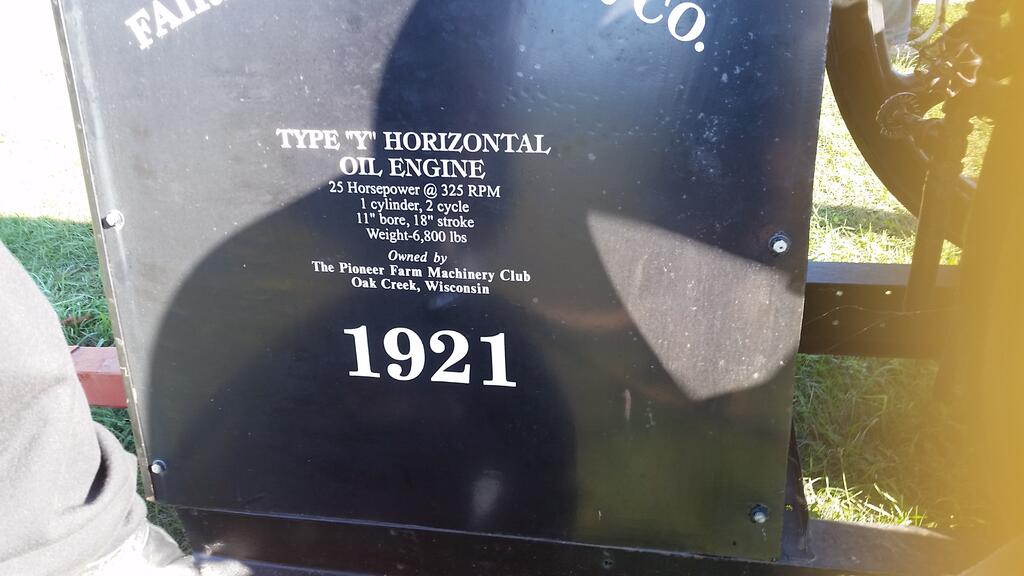 CO.
TYPE "Y" HORIZONTAL
OIL ENGINE
25 Horsepower @ 325 RPM
1 cylinder, 2 cycle
11" bore, 18" stroke
Weight-6,800 lbs
Owned by
The Pioneer Farm Machinery Club
Oak Creek, Wisconsin
1921